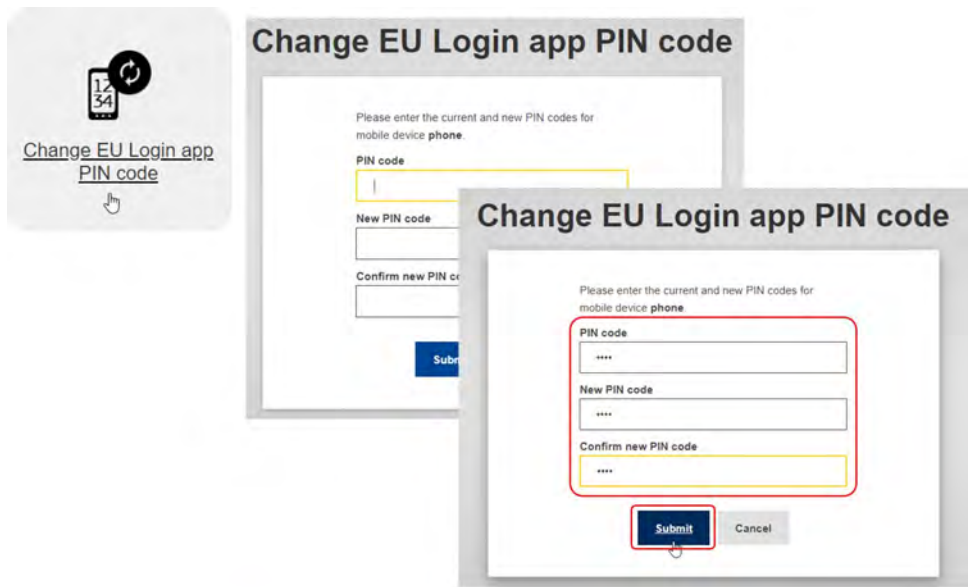 12
34
Change EU Login app
PIN code
Change EU Login app PIN code
Please enter the current and new PIN codes for
mobile device phone.
PIN code
New PIN code
Confirm new PIN
Change EU Login app PIN code
Please enter the current and new PIN codes for
mobile device phone.
PIN code
••••
New PIN code
••••
Confirm new PIN code
••••
Submit Cancel